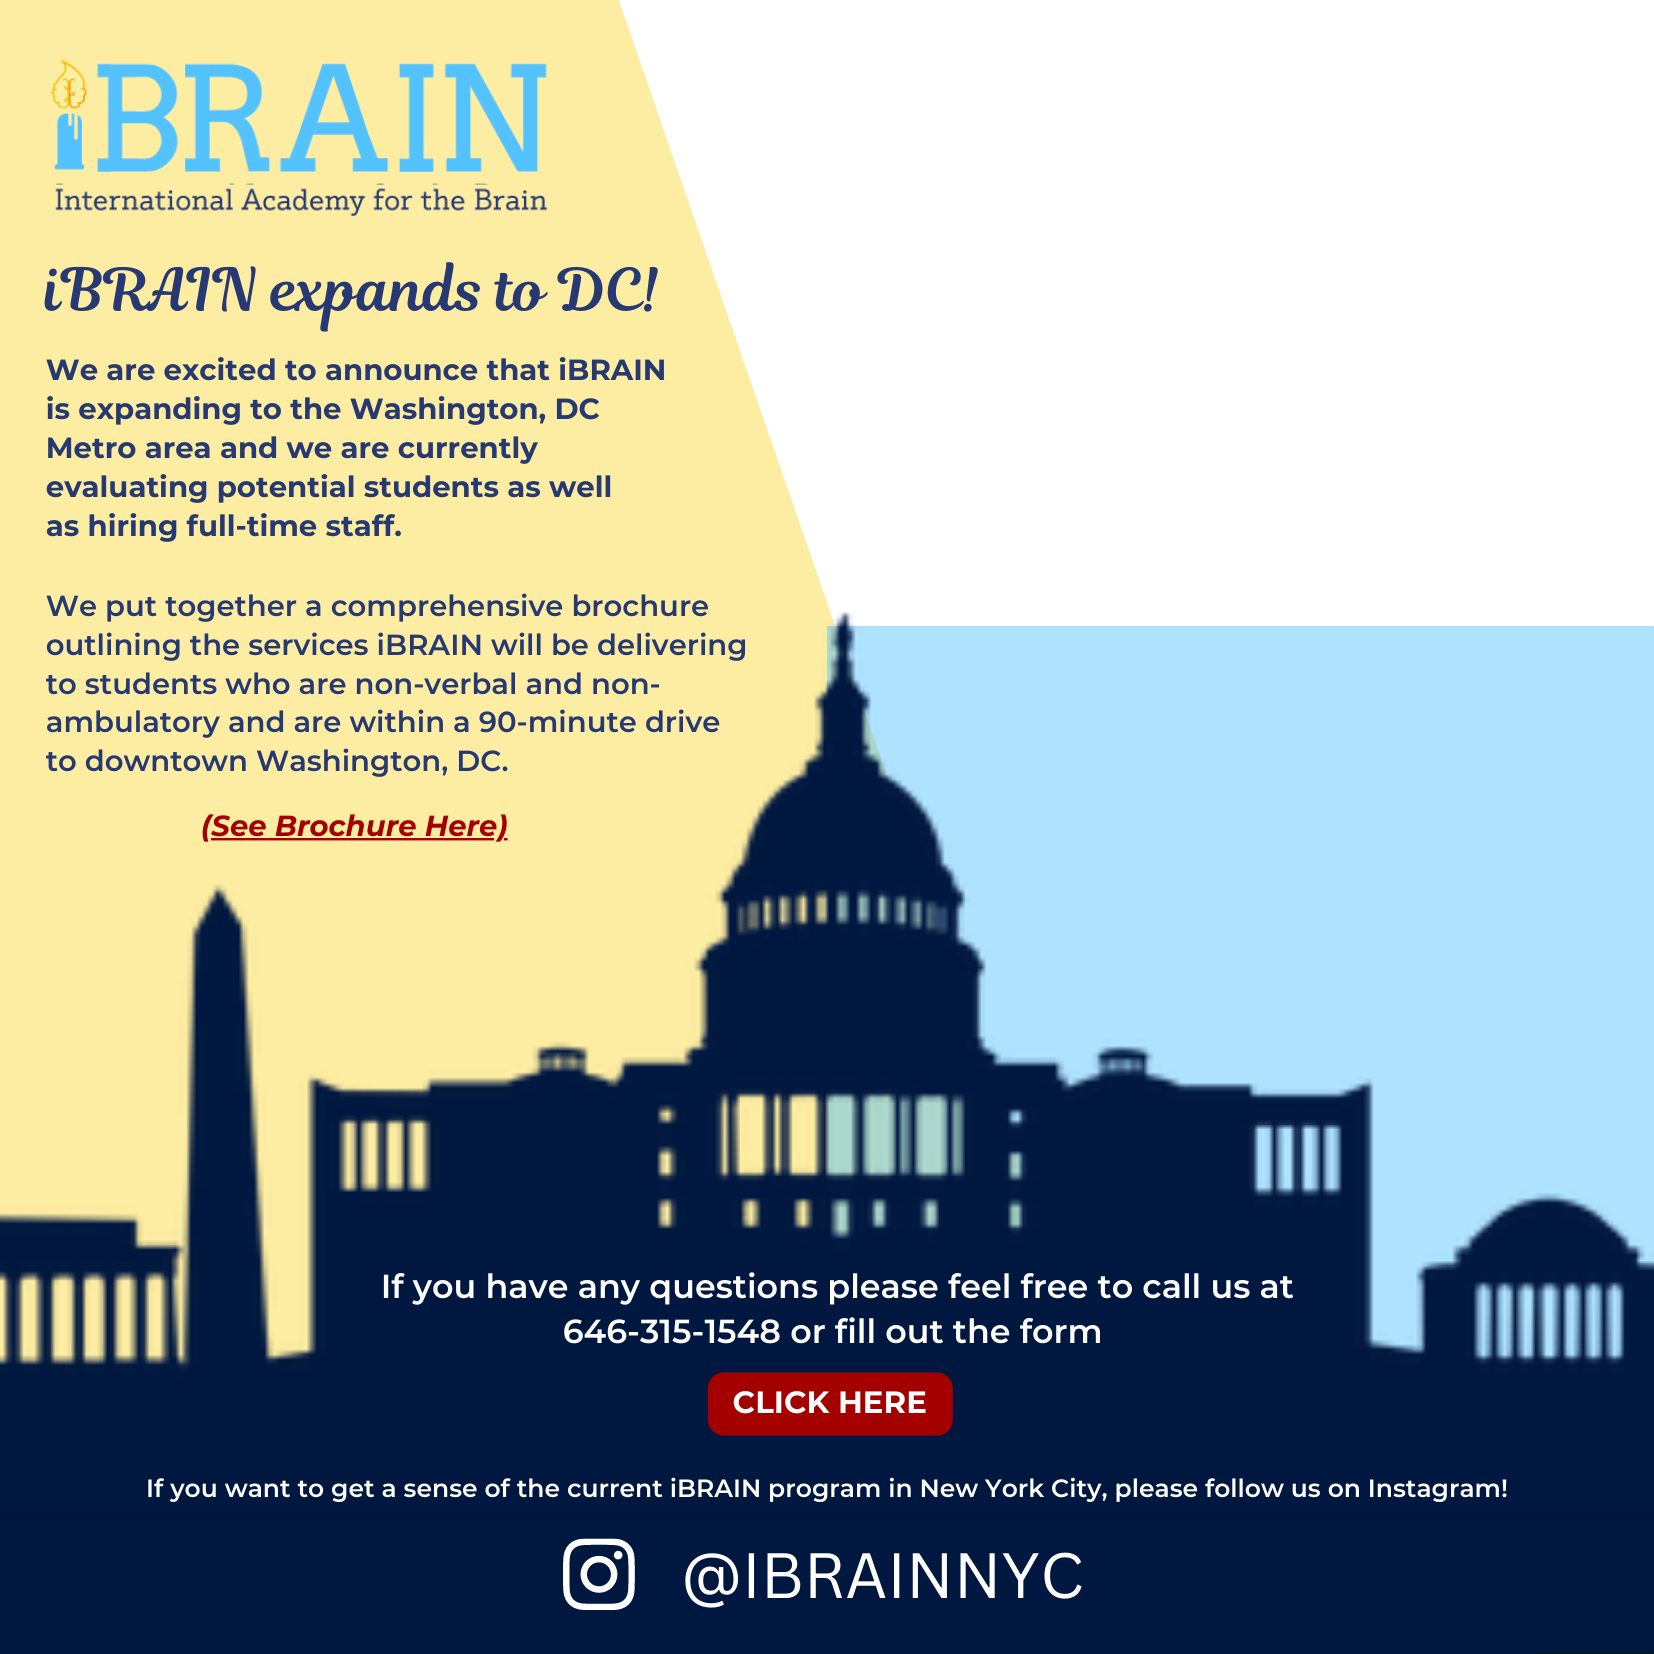 iBRAIN
International Academy for the Brain
iBRAIN expands to DC!
We are excited to announce that iBRAIN
is expanding to the Washington, DC
Metro area and we are currently
evaluating potential students as well
as hiring full-time staff.
We put together a comprehensive brochure
outlining the services iBRAIN will be delivering
to students who are non-verbal and non-
ambulatory and are within a 90-minute drive
to downtown Washington, DC.
(See Brochure Here)
If you have any questions please feel free to call us at
646-315-1548 or fill out the form
CLICK HERE
If you want to get a sense of the current iBRAIN program in New York City, please follow us on Instagram!
@IBRAINNYC